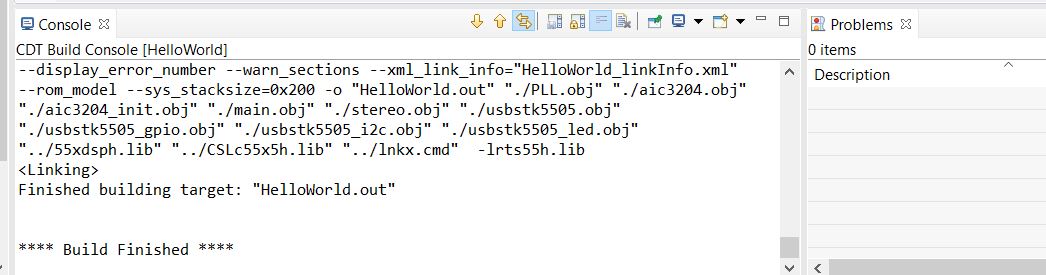 Console
CDT Build Console [HelloWorld]
--display_error_number --warn_sections --xml_link_info="HelloWorld_linkInfo.xml"
--rom_model --sys_stacksize=0x200 -o "HelloWorld.out" "./PLL.obj" "./aic3204.obj"
"./aic3204_init.obj" "./main.obj" "./stereo.obj" "./usbstk5505.obj"
"./usbstk5505_gpio.obj" "./usbstk5505_i2c.obj" "./usbstk5505_led.obj"
"../55xdsph.lib" "../CSLc55x5h.lib" "../lnkx.cmd"  -lrts55h.lib
<Linking>
Finished building target: "HelloWorld.out"
**** Build Finished ****
Problems
0 items
Description